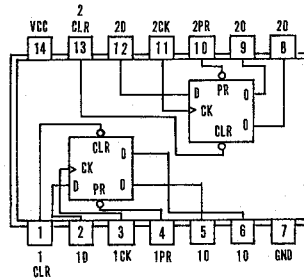 VCC 2 CLR 2D 2CK 2PR 2Q 2Q
14 13 12 11 10 9 8
D PR Q
CK
CLR Q
CLR
CK Q
D PR Q
1 2 3 4 5 6 7
1 CLR 1D 1CK 1PR 1Q 1Q GND